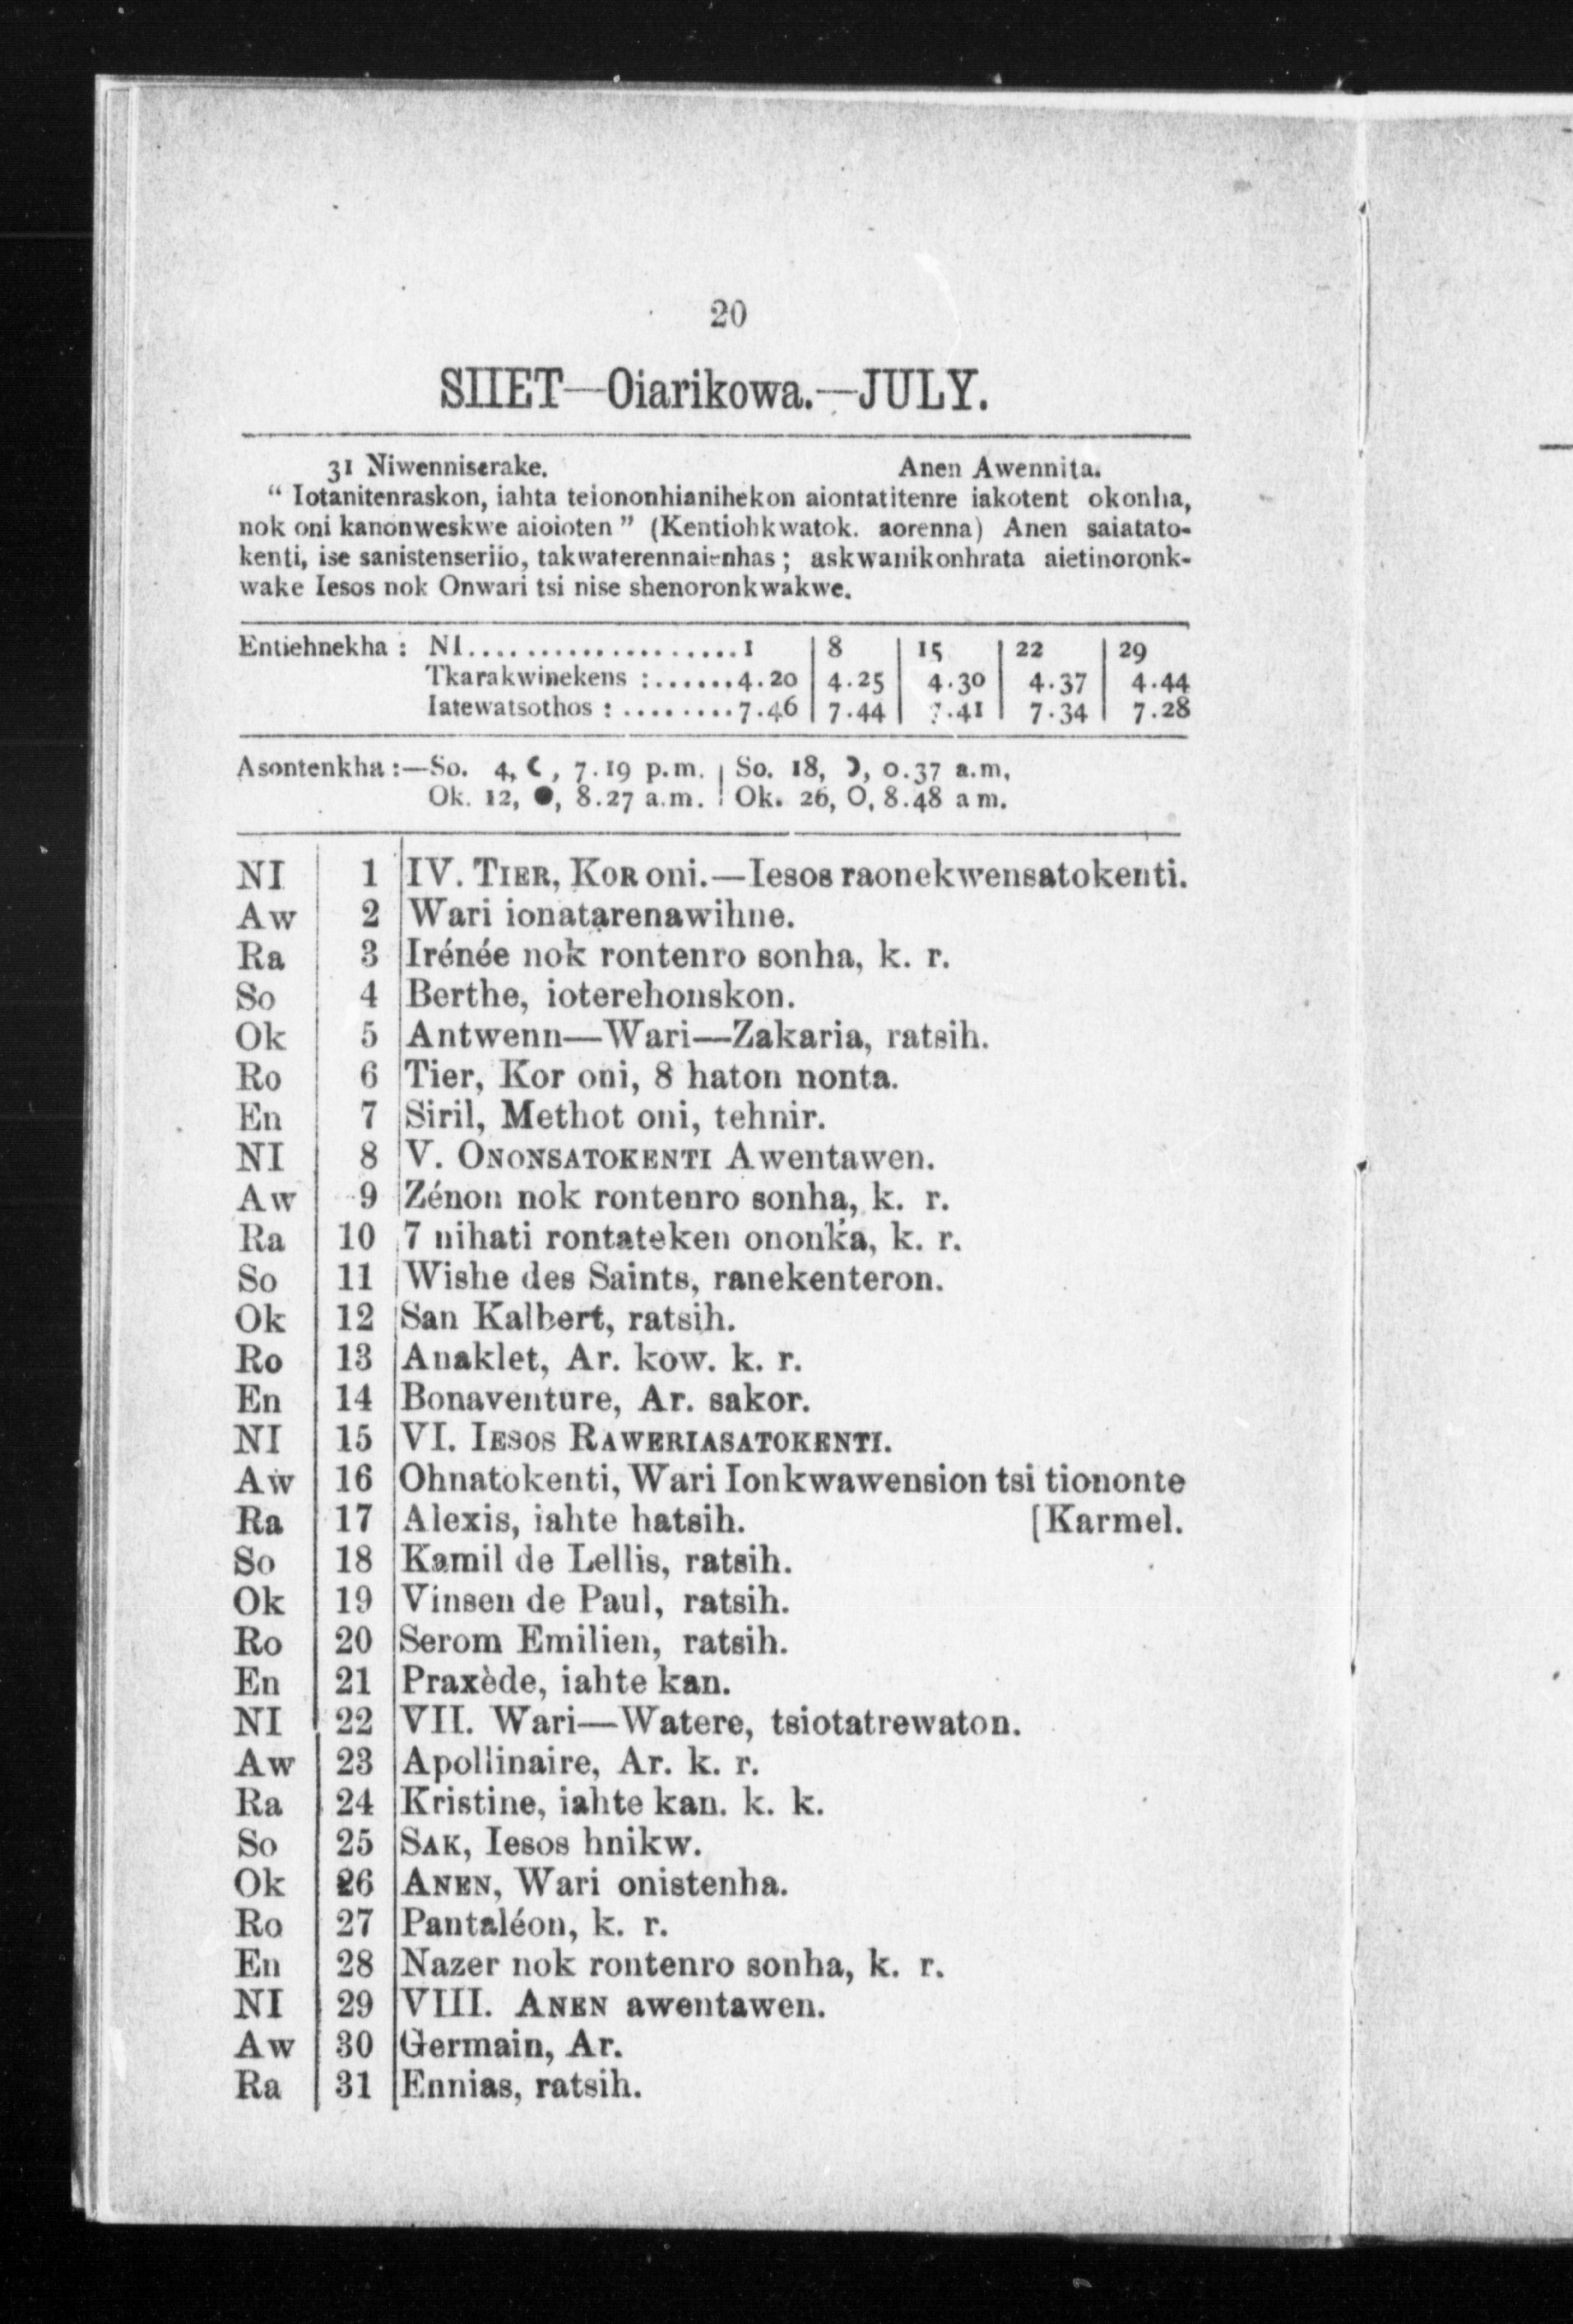 20
SIIET—Oiarikowa.—JULY.
31 Niwenniserake. Anen Awennita.
“ Iotanitenraskon, iahta teiononhianihekon aiontatitenre iakotent okonha,
nok oni kanonweskwe aioioten ” (Kentiohkwatok. aorenna) Anen saiatato-
kenti, ise sanistenseriio, takwaterennaienhas ; askwanikonhrata aietinoronk-
wake Iesos nok Onwari tsi nise shenoronkwakwe.
Entiehnekha : NI...................1 | 8 | 15 | 22 | 29
Tkarakwinekens :......4.20 | 4.25 | 4.30 | 4.37 | 4.44
Iatewatsothos : ........7.46 | 7.44 | 7.41 | 7.34 | 7.28
Asontenkha :—So. 4, ☾, 7.19 p.m. | So. 18, ☽, 0.37 a.m.
Ok. 12, ●, 8.27 a.m. | Ok. 26, O, 8.48 a m.
NI 1 IV. TIER, KOR oni.—Iesos raonekwensatokenti.
Aw 2 Wari ionatarenawihne.
Ra 3 Irénée nok rontenro sonha, k. r.
So 4 Berthe, ioterehonskon.
Ok 5 Antwenn—Wari—Zakaria, ratsih.
Ro 6 Tier, Kor oni, 8 haton nonta.
En 7 Siril, Methot oni, tehnir.
NI 8 V. ONONSATOKENTI Awentawen.
Aw 9 Zénon nok rontenro sonha, k. r.
Ra 10 7 nihati rontateken ononka, k. r.
So 11 Wishe des Saints, ranekenteron.
Ok 12 San Kalbert, ratsih.
Ro 13 Anaklet, Ar. kow. k. r.
En 14 Bonaventure, Ar. sakor.
NI 15 VI. IESOS RAWERIASATOKENTI.
Aw 16 Ohnatokenti, Wari Ionkwawension tsi tiononte
Ra 17 Alexis, iahte hatsih. [Karmel.
So 18 Kamil de Lellis, ratsih.
Ok 19 Vinsen de Paul, ratsih.
Ro 20 Serom Emilien, ratsih.
En 21 Praxède, iahte kan.
NI 22 VII. Wari—Watere, tsiotatrewaton.
Aw 23 Apollinaire, Ar. k. r.
Ra 24 Kristine, iahte kan. k. k.
So 25 SAK, Iesos hnikw.
Ok 26 ANEN, Wari onistenha.
Ro 27 Pantaléon, k. r.
En 28 Nazer nok rontenro sonha, k. r.
NI 29 VIII. ANEN awentawen.
Aw 30 Germain, Ar.
Ra 31 Ennias, ratsih.